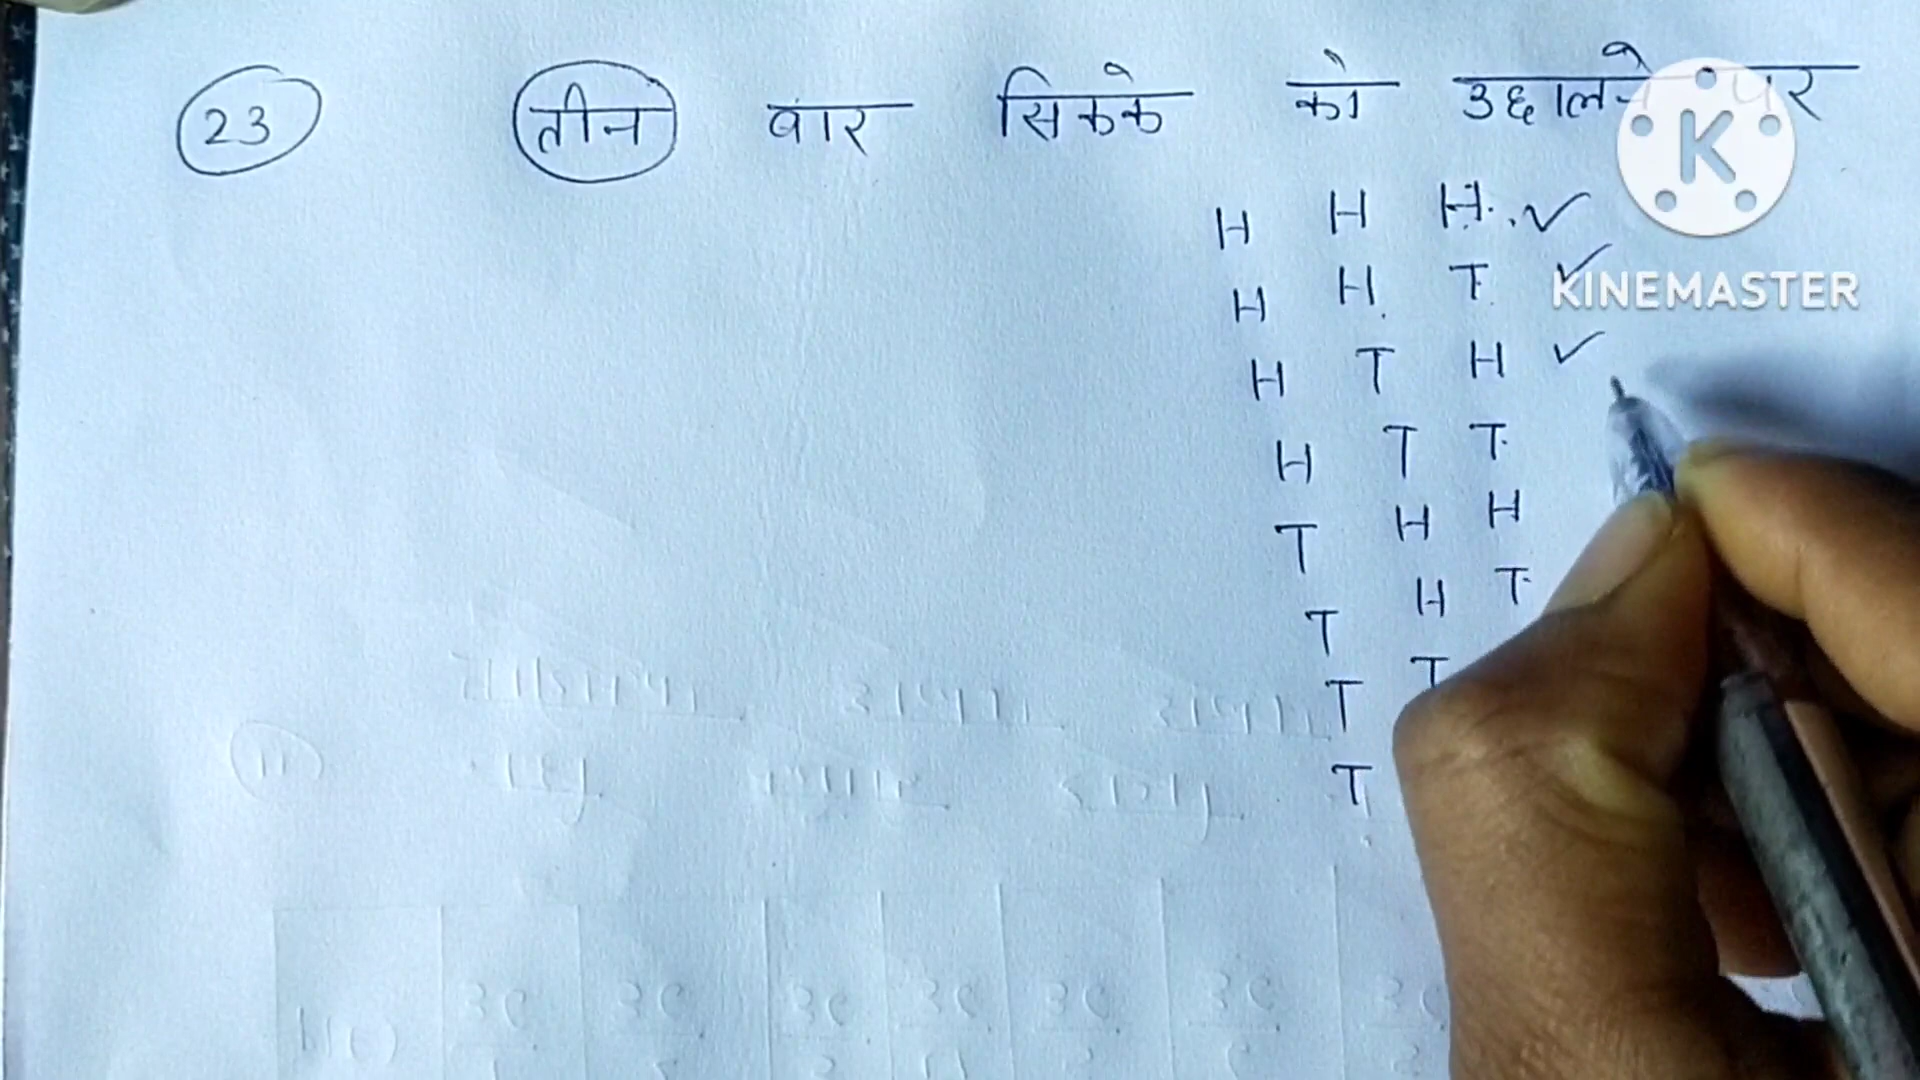 23 तीन बार सिक्के को उछालने पर
H H H ✓
H H T ✓
KINEMASTER
H T H ✓
H T T
T H H
T H T
T T
T